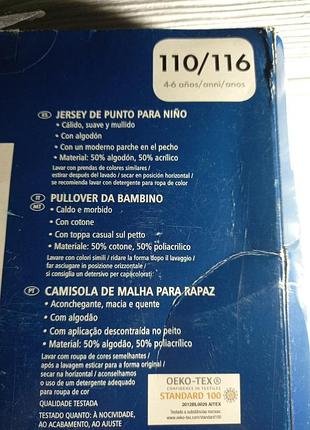 110/116
4-6 años/anni/anos
ES JERSEY DE PUNTO PARA NIÑO
• Cálido, suave y mullido
• Con algodón
• Con un moderno parche en el pecho
• Material: 50% algodón, 50% acrílico
Lavar con prendas de colores similares /
estirar después del lavado / secar en posición horizontal /
se recomienda lavar con detergente para ropa de color
IT PULLOVER DA BAMBINO
MT • Caldo e morbido
• Con cotone
• Con toppa casual sul petto
• Materiale: 50% cotone, 50% poliacrilico
Lavare con colori simili / ridare la forma dopo il lavaggio /
far asciugare in posizione orizzontale /
si consiglia un detersivo per capi colorati
PT CAMISOLA DE MALHA PARA RAPAZ
• Aconchegante, macia e quente
• Com algodão
• Com aplicação descontraída no peito
• Material: 50% algodão, 50% poliacrílico
Lavar com roupa de cores semelhantes /
após a lavagem esticar para a forma original /
secar na horizontal / aconselhamos
o uso de um detergente adequado
para roupa de cor
QUALIDADE TESTADA
TESTADO QUANTO: À NOCIVIDADE,
AO ACABAMENTO, AO AJUSTE
OEKO-TEX®
CONFIDENCE IN TEXTILES
STANDARD 100
2012BL0029 AITEX